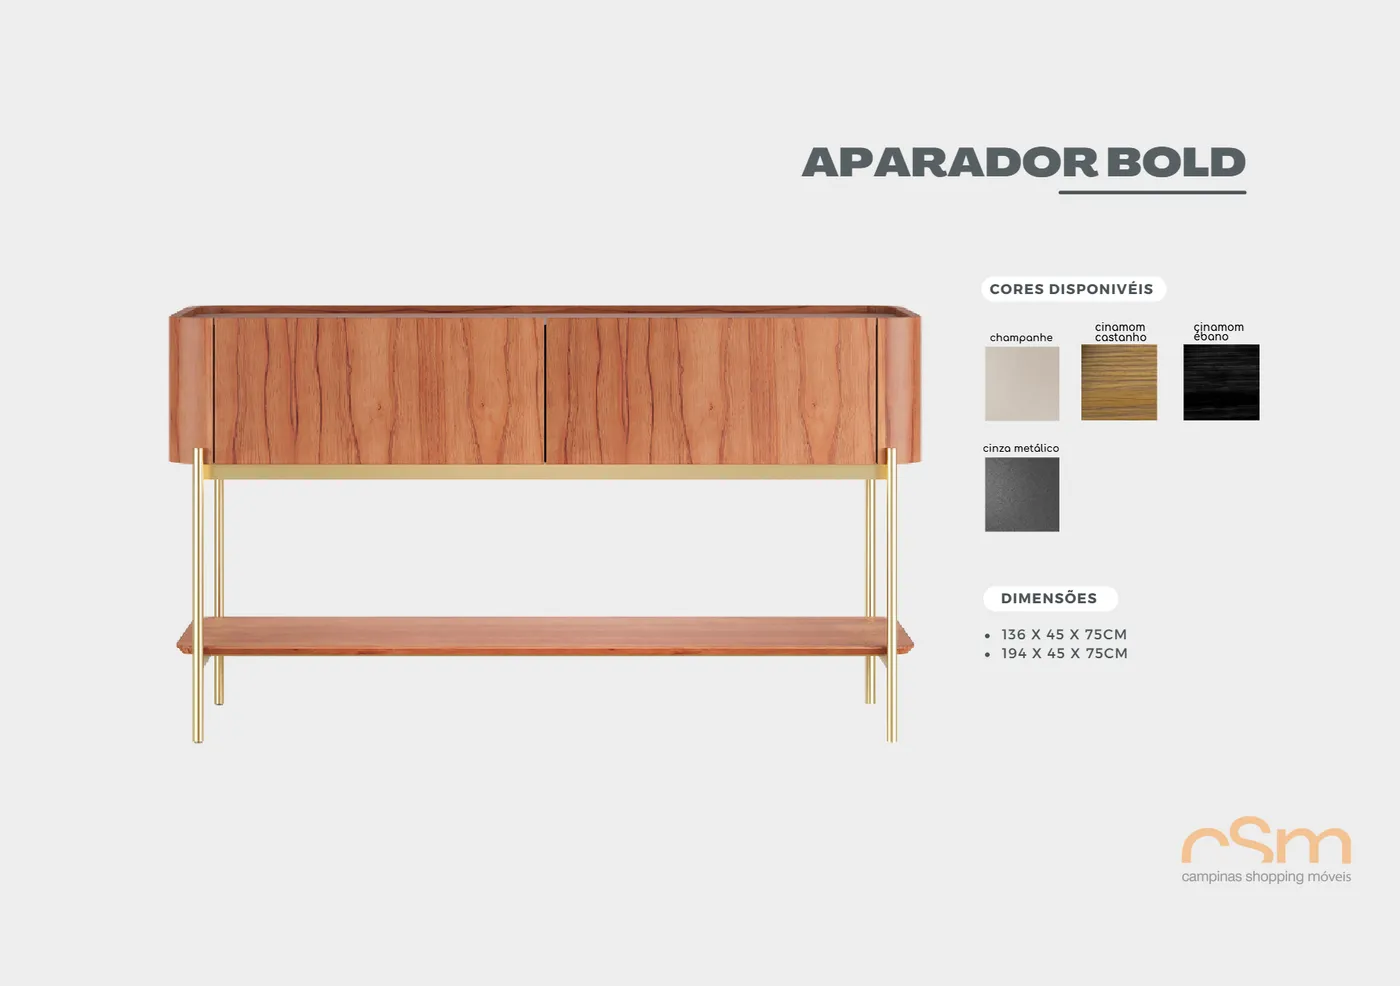 APARADOR BOLD
CORES DISPONIVÉIS
champanhe
cinamom
castanho
cinamom
ébano
cinza metálico
DIMENSÕES
• 136 X 45 X 75CM
• 194 X 45 X 75CM
csm
campinas shopping móveis